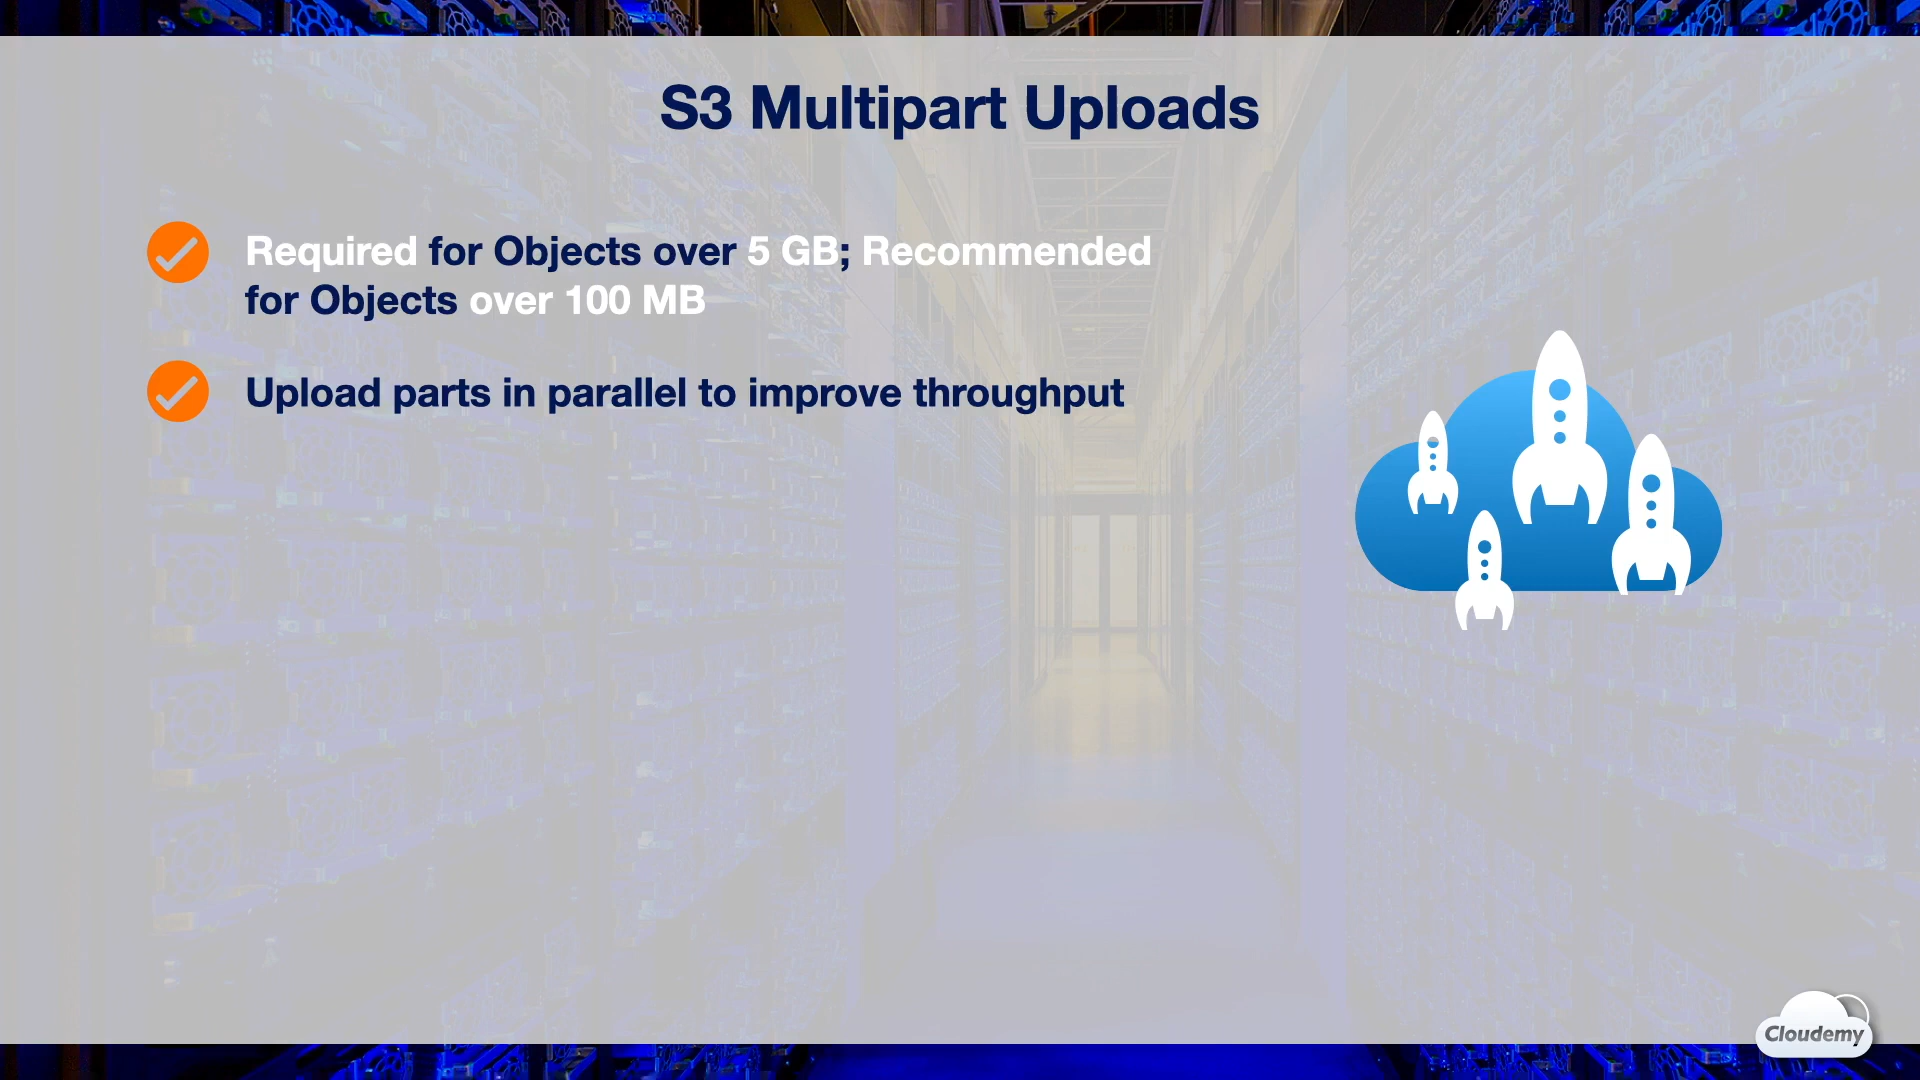 S3 Multipart Uploads
Required for Objects over 5 GB; Recommended
for Objects over 100 MB
Upload parts in parallel to improve throughput
Cloudemy